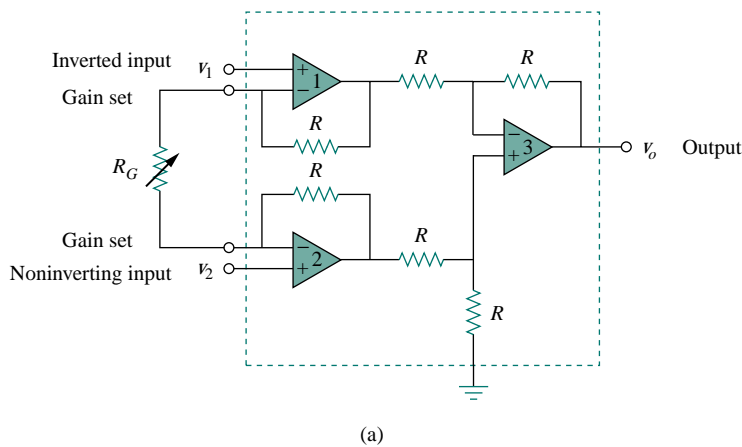 Inverted input
v1
+
1
R
R
Gain set
−
R
RG
−
3
+
vo
Output
R
Gain set
−
R
2
Noninverting input
v2
+
R
(a)